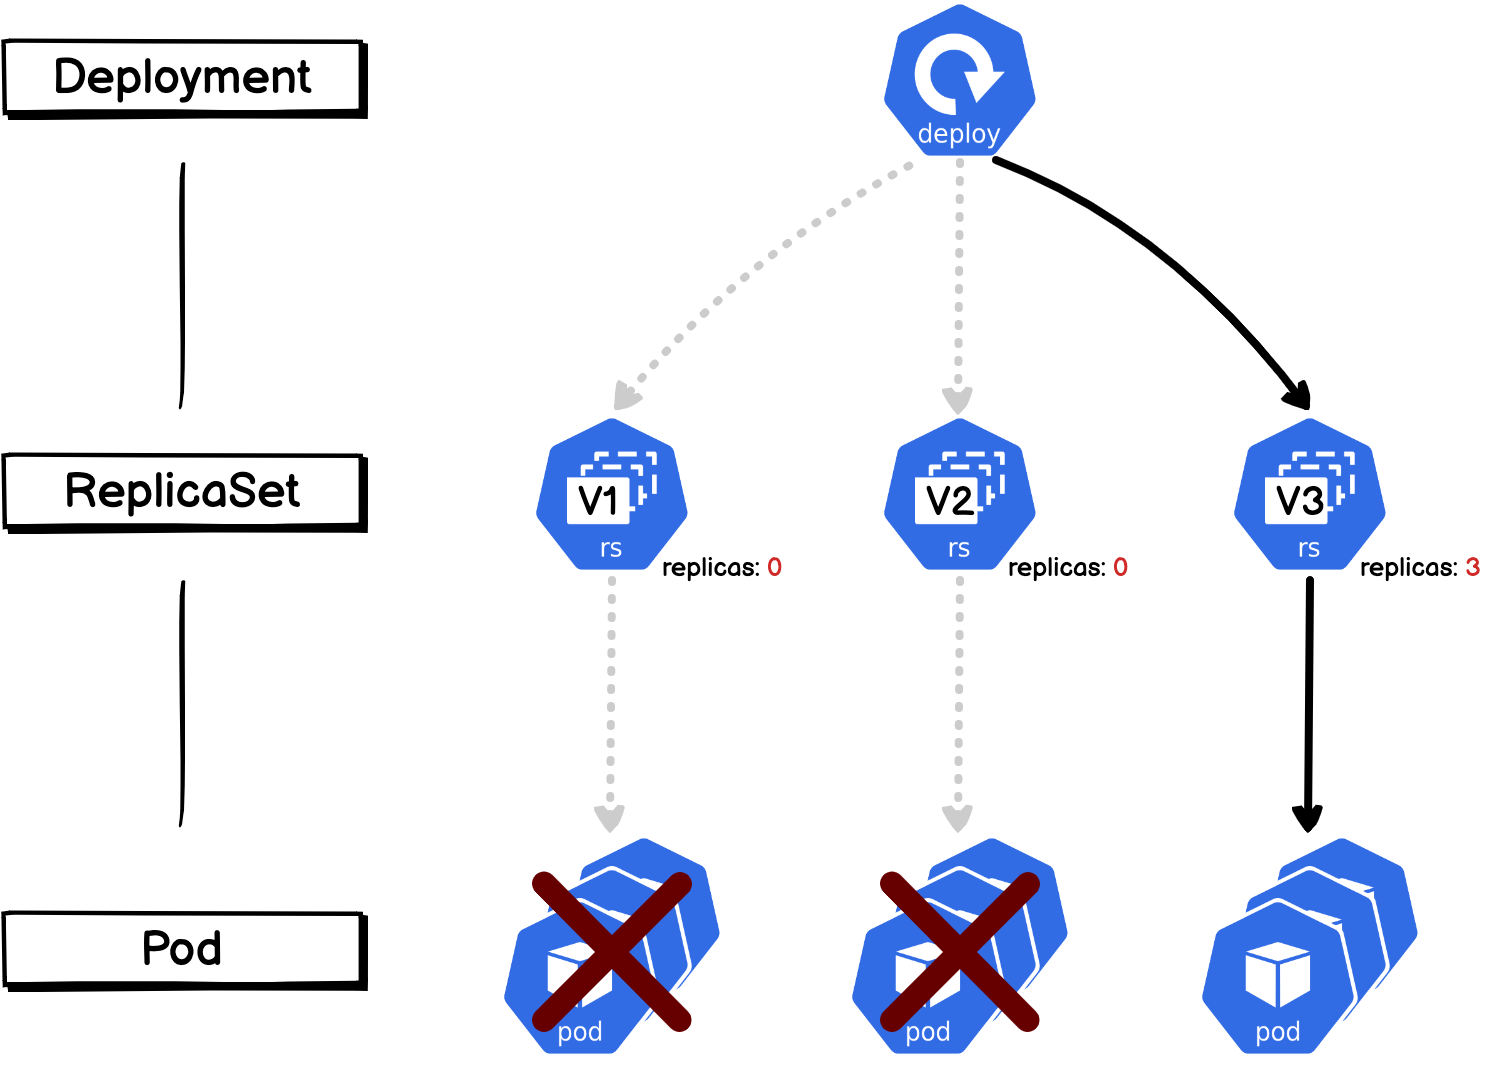 Deployment
deploy
ReplicaSet
V1
rs
replicas: 0
V2
rs
replicas: 0
V3
rs
replicas: 3
Pod
pod
pod
pod